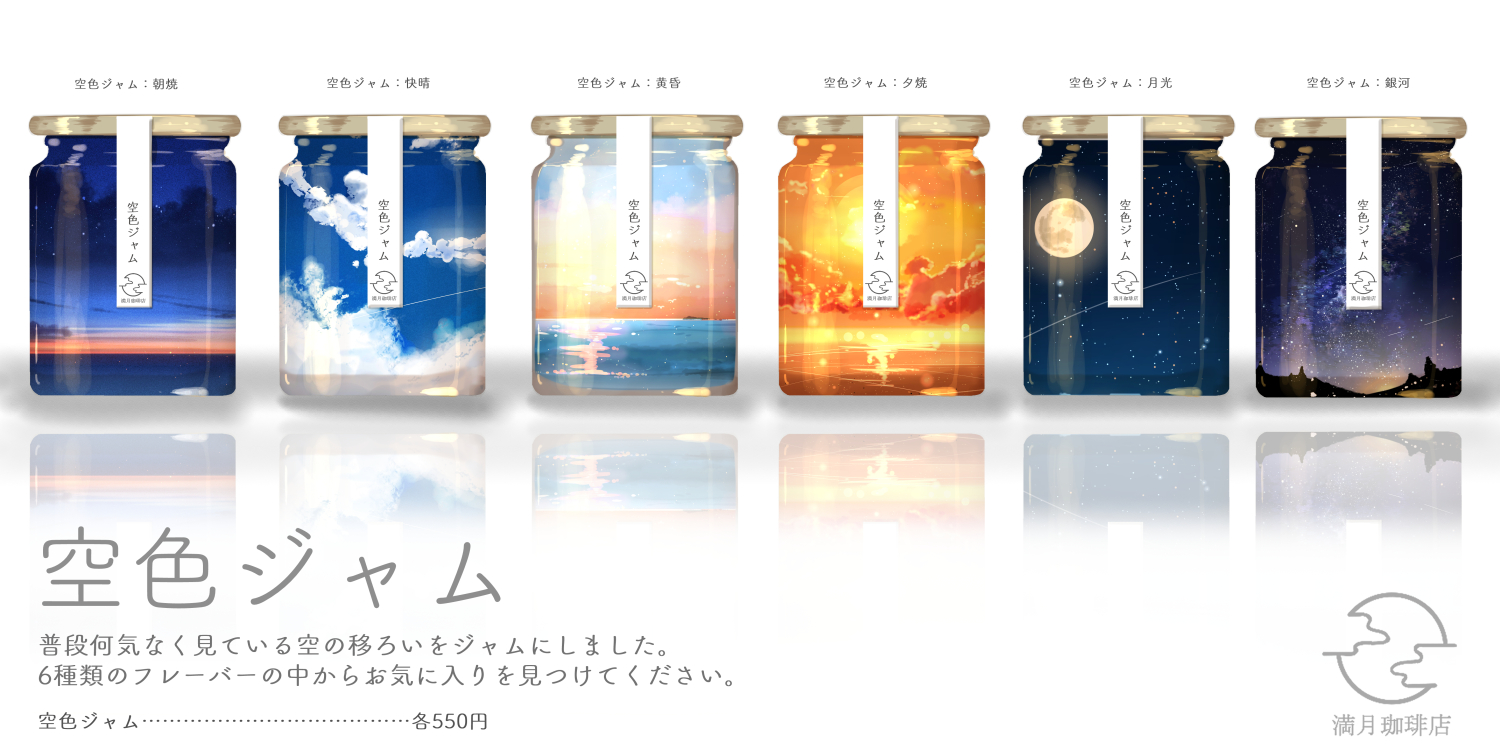 空色ジャム：朝焼
空色ジャム：快晴
空色ジャム：黄昏
空色ジャム：夕焼
空色ジャム：月光
空色ジャム：銀河
空色ジャム
満月珈琲店
空色ジャム
満月珈琲店
空色ジャム
満月珈琲店
空色ジャム
満月珈琲店
空色ジャム
満月珈琲店
空色ジャム
満月珈琲店
空色ジャム
普段何気なく見ている空の移ろいをジャムにしました。
6種類のフレーバーの中からお気に入りを見つけてください。
空色ジャム……………………………………各550円
満月珈琲店